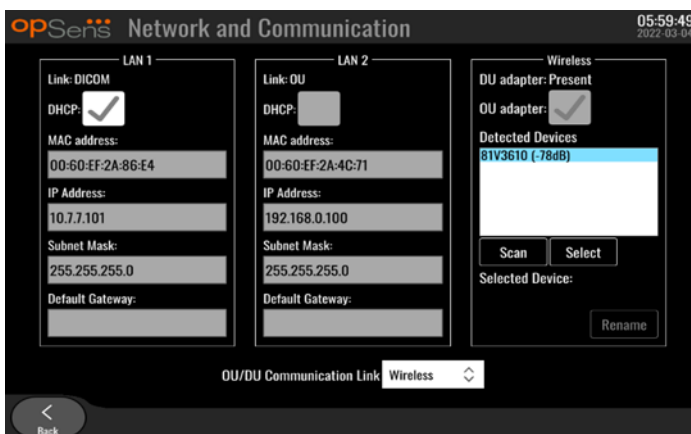 opSens Network and Communication
05:59:49
2022-03-04
LAN 1
Link: DICOM
DHCP:
MAC address:
00:60:EF:2A:86:E4
IP Address:
10.7.7.101
Subnet Mask:
255.255.255.0
Default Gateway:
LAN 2
Link: OU
DHCP:
MAC address:
00:60:EF:2A:4C:71
IP Address:
192.168.0.100
Subnet Mask:
255.255.255.0
Default Gateway:
Wireless
DU adapter: Present
OU adapter:
Detected Devices
81V3610 (-78dB)
Scan Select
Selected Device:
Rename
OU/DU Communication Link Wireless
Back